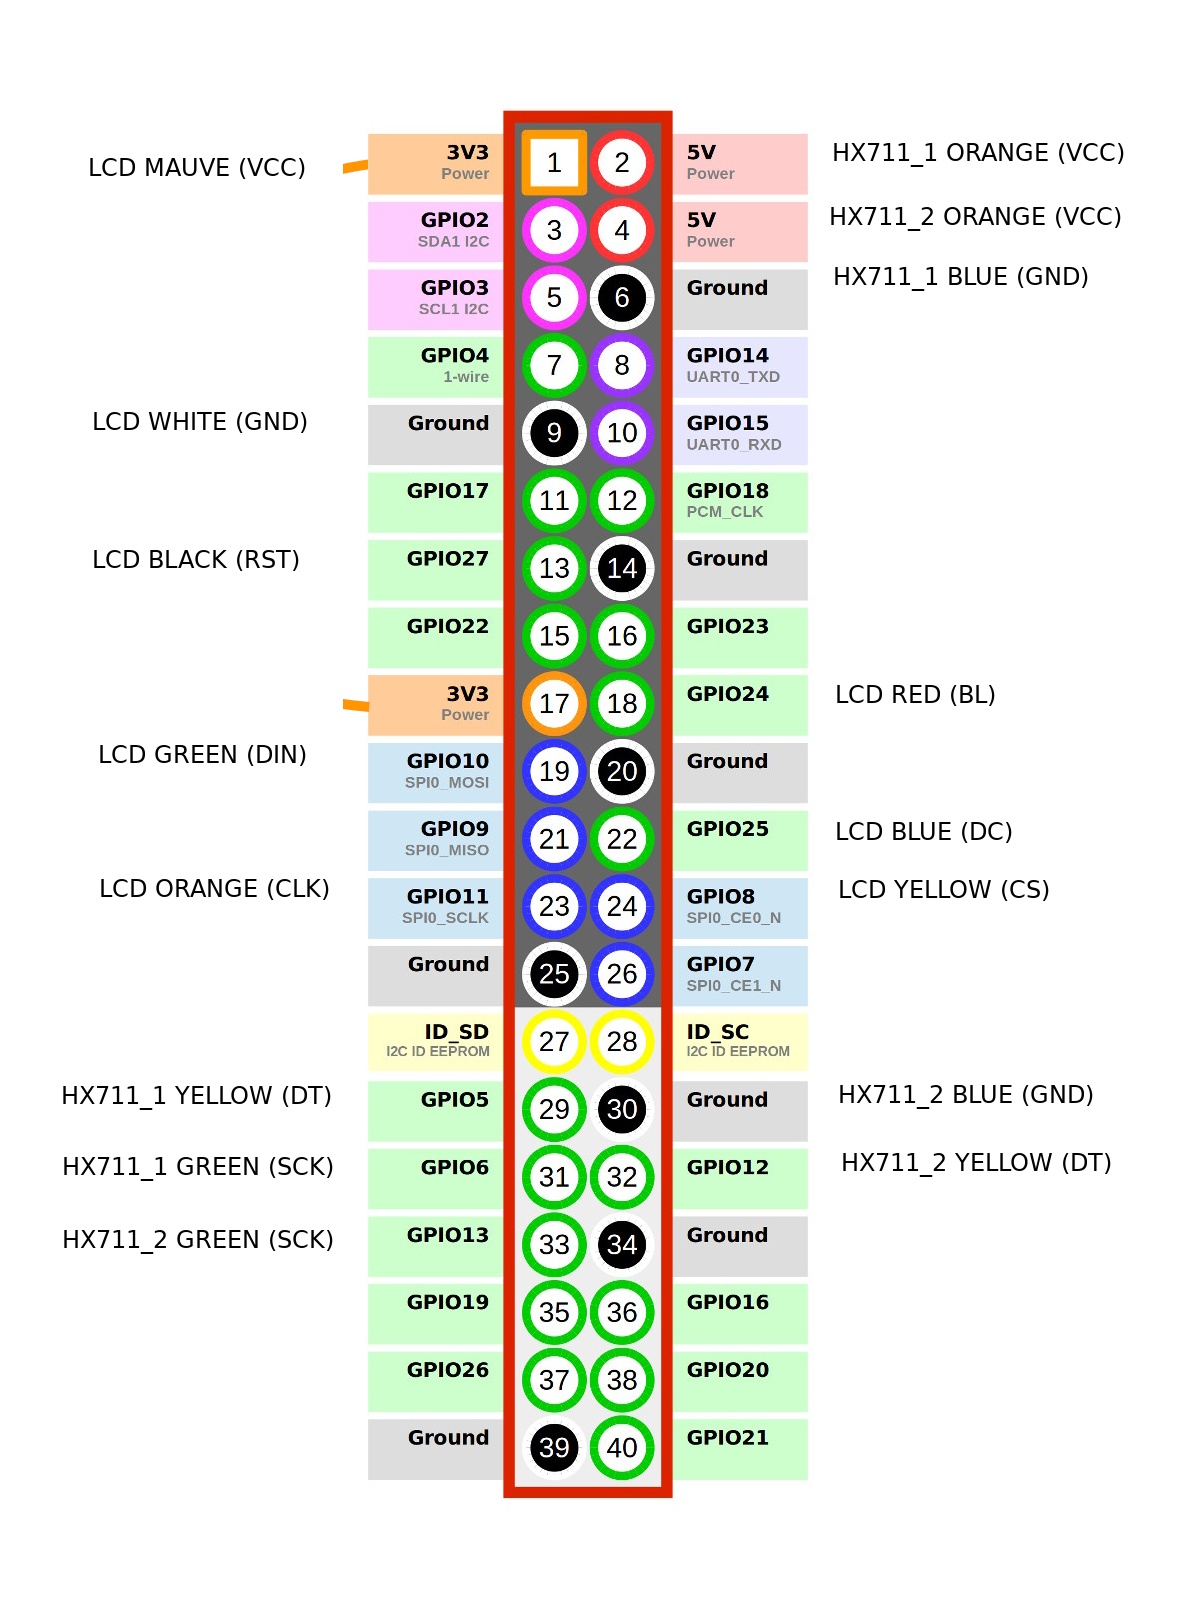 LCD MAUVE (VCC)
3V3
Power
1
2
5V
Power
HX711_1 ORANGE (VCC)
GPIO2
SDA1 I2C
3
4
5V
Power
HX711_2 ORANGE (VCC)
GPIO3
SCL1 I2C
5
6
Ground
HX711_1 BLUE (GND)
GPIO4
1-wire
7
8
GPIO14
UART0_TXD
LCD WHITE (GND)
Ground
9
10
GPIO15
UART0_RXD
GPIO17
11
12
GPIO18
PCM_CLK
LCD BLACK (RST)
GPIO27
13
14
Ground
GPIO22
15
16
GPIO23
3V3
Power
17
18
GPIO24
LCD RED (BL)
LCD GREEN (DIN)
GPIO10
SPI0_MOSI
19
20
Ground
GPIO9
SPI0_MISO
21
22
GPIO25
LCD BLUE (DC)
LCD ORANGE (CLK)
GPIO11
SPI0_SCLK
23
24
GPIO8
SPI0_CE0_N
LCD YELLOW (CS)
Ground
25
26
GPIO7
SPI0_CE1_N
ID_SD
I2C ID EEPROM
27
28
ID_SC
I2C ID EEPROM
HX711_1 YELLOW (DT)
GPIO5
29
30
Ground
HX711_2 BLUE (GND)
HX711_1 GREEN (SCK)
GPIO6
31
32
GPIO12
HX711_2 YELLOW (DT)
HX711_2 GREEN (SCK)
GPIO13
33
34
Ground
GPIO19
35
36
GPIO16
GPIO26
37
38
GPIO20
Ground
39
40
GPIO21